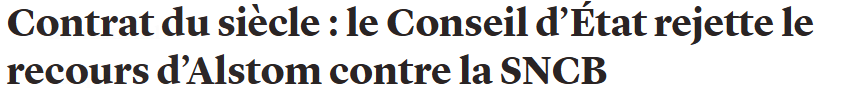 Contrat du siècle : le Conseil d’État rejette le
recours d’Alstom contre la SNCB